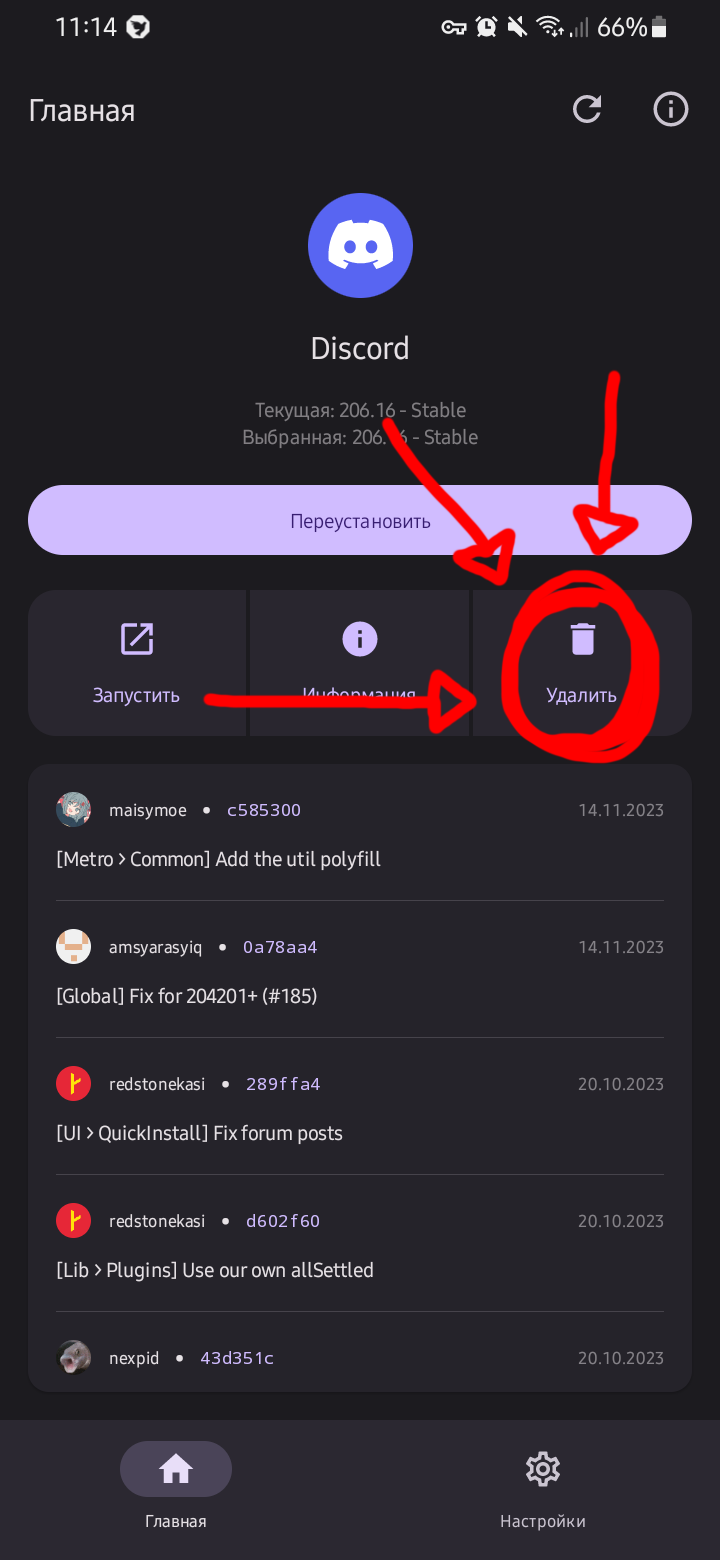 11:14 66%
Главная
Discord
Текущая: 206.16 - Stable
Выбранная: 206.16 - Stable
Переустановить
Запустить Информация Удалить
maisymoe • c585300 14.11.2023
[Metro > Common] Add the util polyfill
amsyarasyiq • 0a78aa4 14.11.2023
[Global] Fix for 204201+ (#185)
redstonekasi • 289ffa4 20.10.2023
[UI > QuickInstall] Fix forum posts
redstonekasi • d602f60 20.10.2023
[Lib > Plugins] Use our own allSettled
nexpid • 43d351c 20.10.2023
Главная Настройки